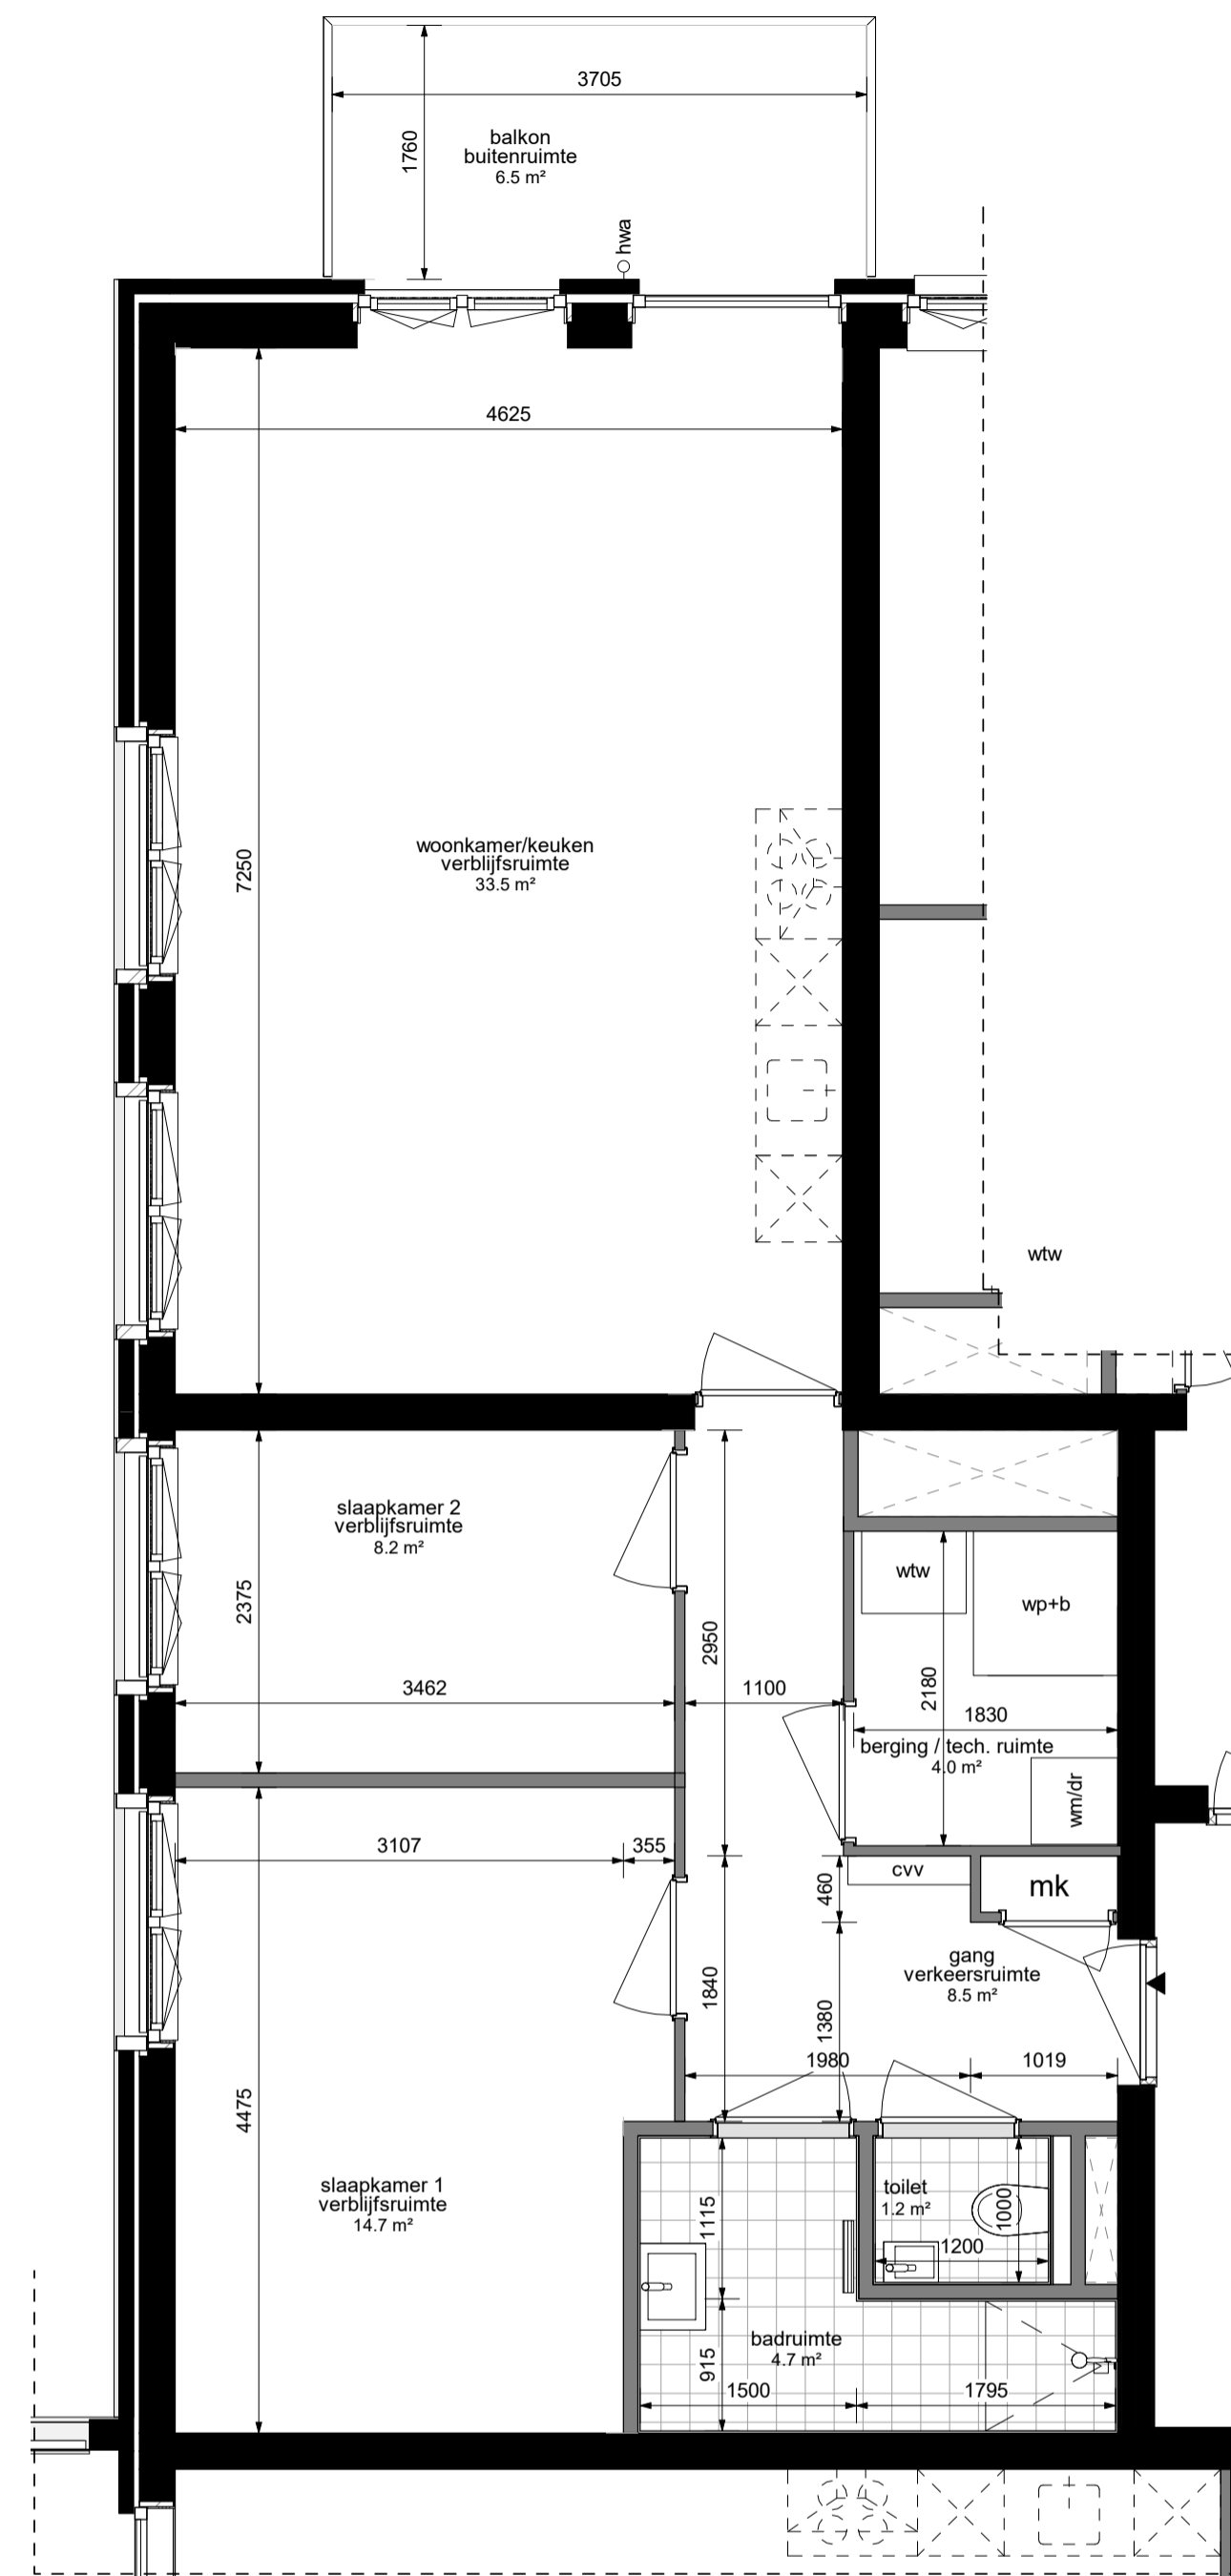 3705
1760
balkon
buitenruimte
6.5 m²
hwa
4625
7250
woonkamer/keuken
verblijfsruimte
33.5 m²
wtw
slaapkamer 2
verblijfsruimte
8.2 m²
2375
3462
2950
1100
wtw
wp+b
2180
1830
berging / tech. ruimte
4.0 m²
wm/dr
3107
355
cvv
mk
460
gang
verkeersruimte
8.5 m²
1840
1380
1980
1019
4475
slaapkamer 1
verblijfsruimte
14.7 m²
toilet
1.2 m²
1000
1200
1115
badruimte
4.7 m²
915
1500
1795